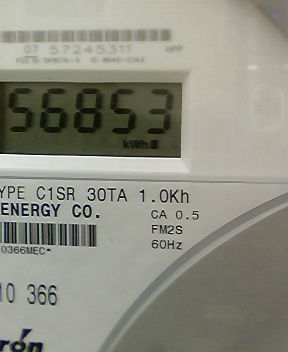 07 57245311
56853
kWh
YPE C1SR 30TA 1.0Kh
ENERGY CO.
CA 0.5
FM2S
60Hz
0366MEC*
10 366
rón